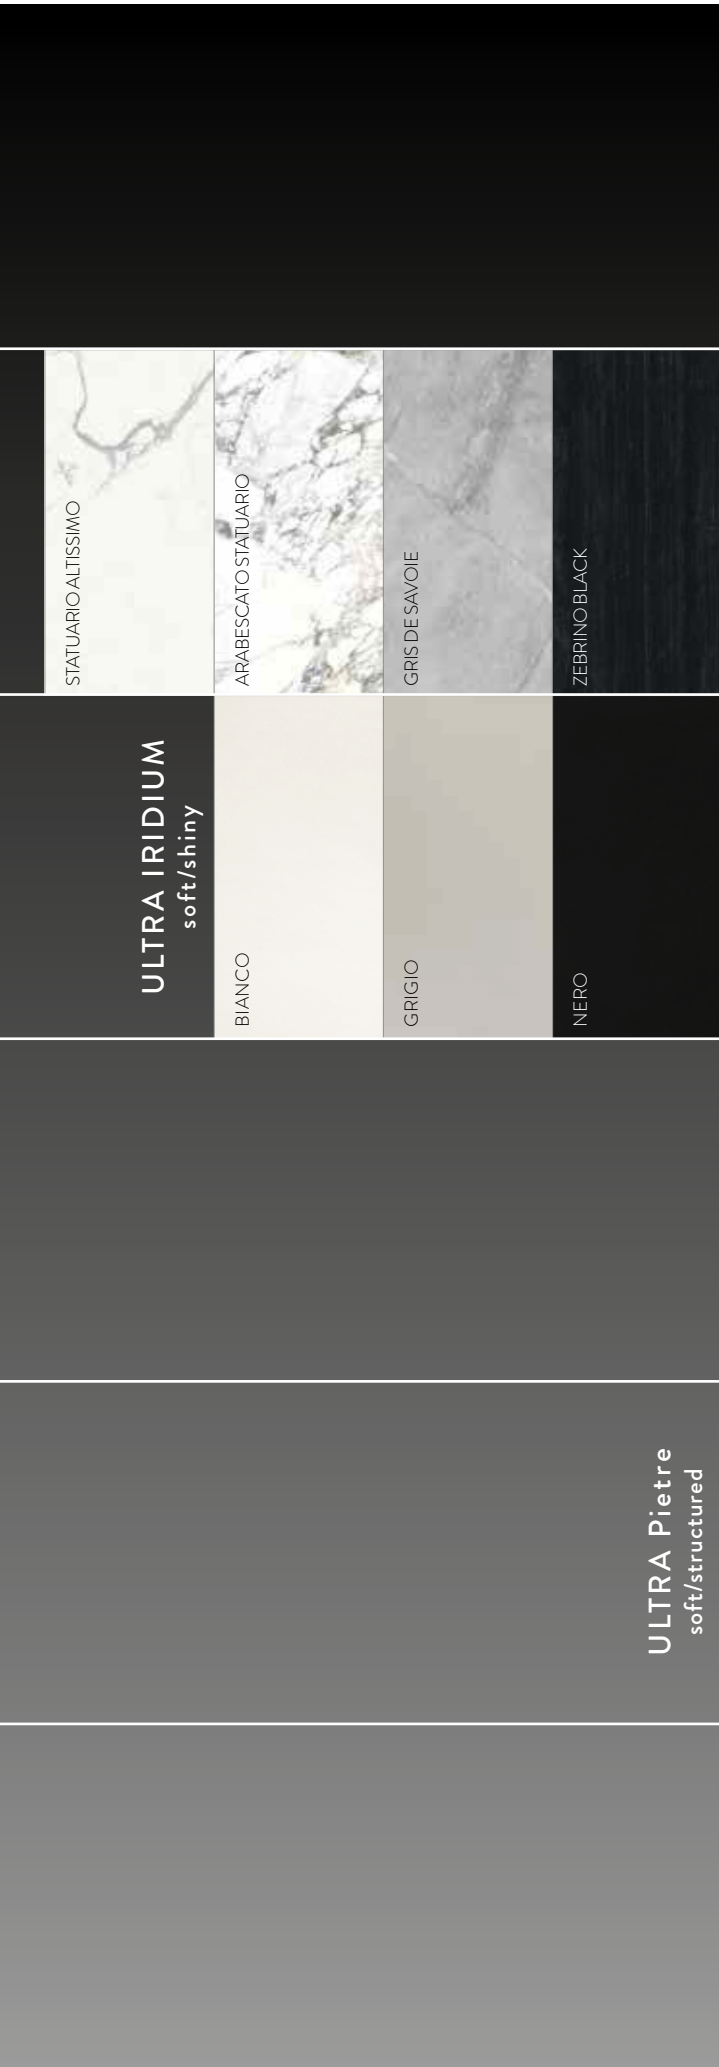 STATUARIO ALTISSIMO
ARABESCATO STATUARIO
GRIS DE SAVOIE
ZEBRINO BLACK
ULTRA IRIDIUM
soft/shiny
BIANCO
GRIGIO
NERO
ULTRA Pietre
soft/structured